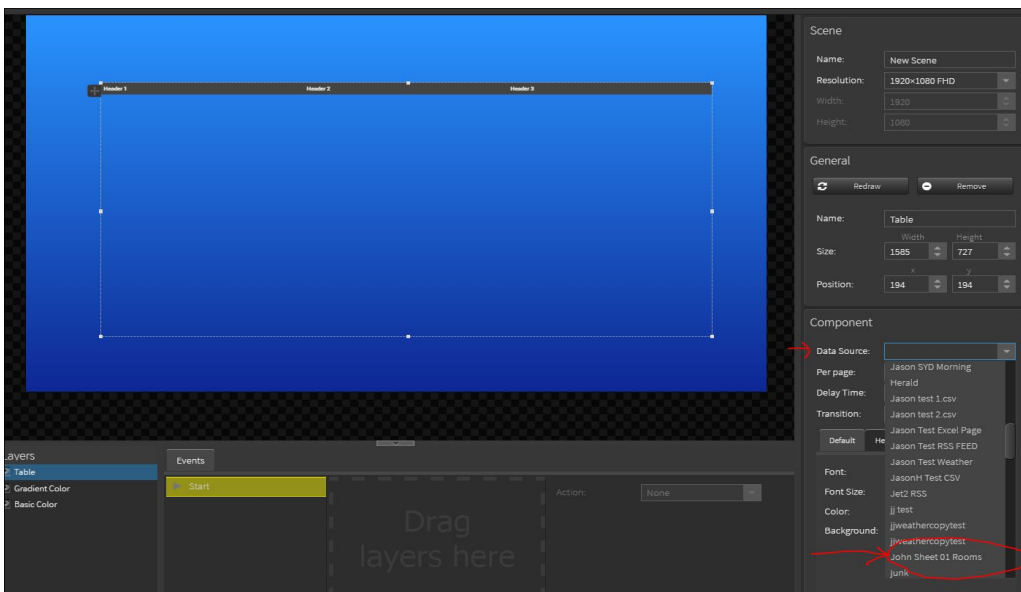 Scene
Name: New Scene
Resolution: 1920×1080 FHD
Width: 1920
Height: 1080
General
Redraw Remove
Name: Table
Width Height
Size: 1585 727
x y
Position: 194 194
Component
Data Source:
Per page:
Delay Time:
Transition:
Default He
Font:
Font Size:
Color:
Background:
Jason SYD Morning
Herald
Jason test 1.csv
Jason test 2.csv
Jason Test Excel Page
Jason Test RSS FEED
Jason Test Weather
JasonH Test CSV
Jet2 RSS
jj test
jjweathercopytest
jjweathercopytest
John Sheet 01 Rooms
junk
Header 1 Header 2 Header 3
Layers
Table
Gradient Color
Basic Color
Events
Start
Drag
layers here
Action: None